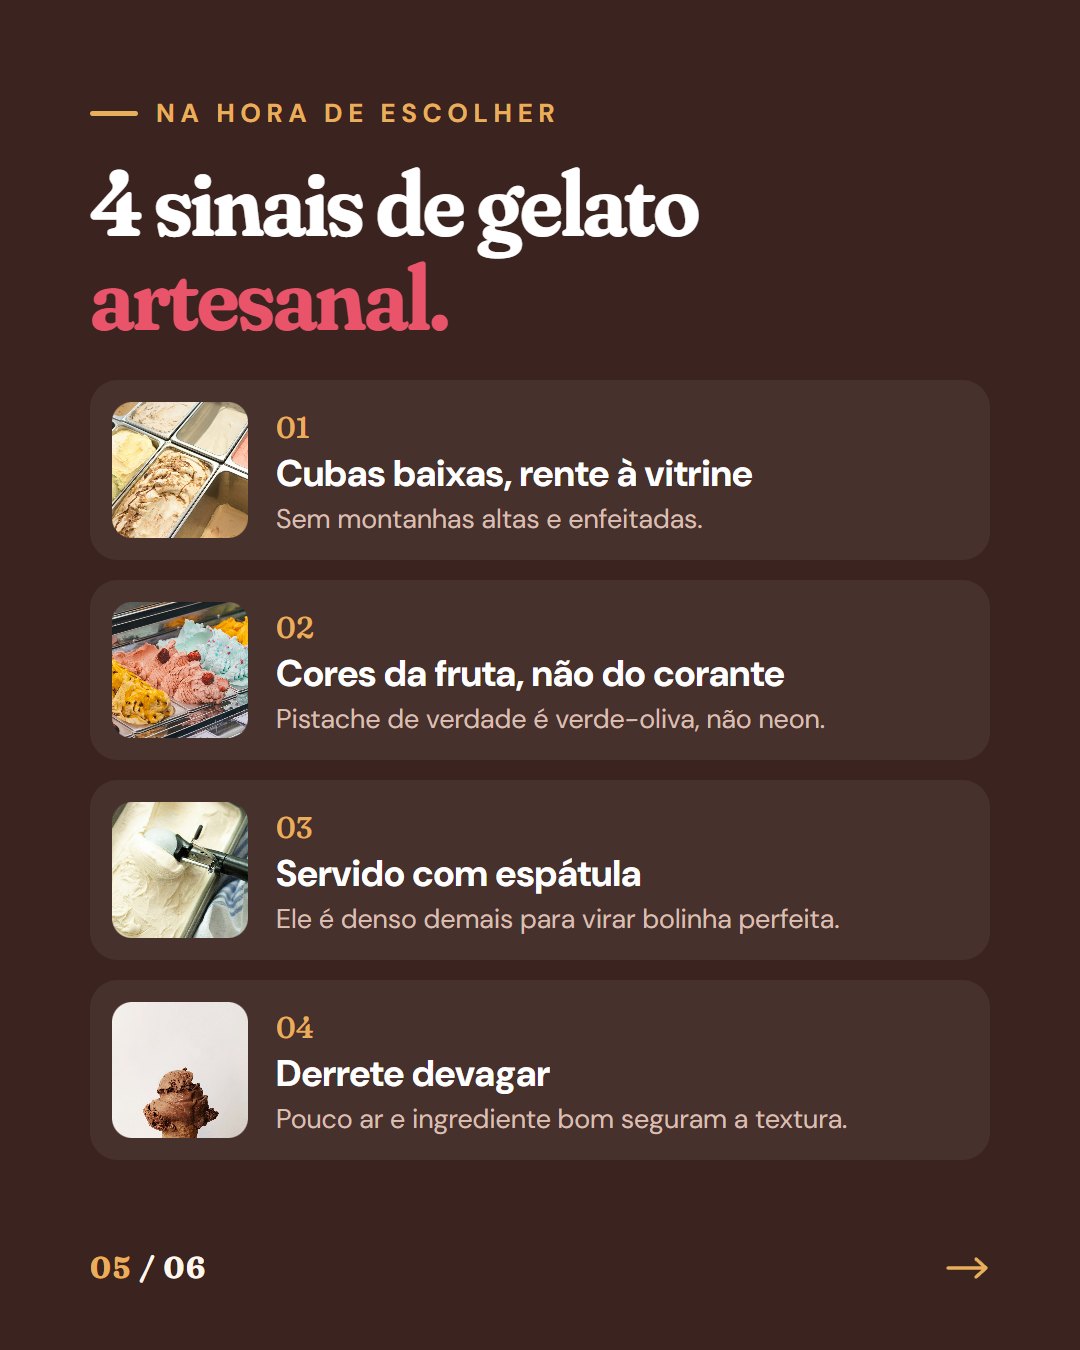 NA HORA DE ESCOLHER
4 sinais de gelato
artesanal.
01
Cubas baixas, rente à vitrine
Sem montanhas altas e enfeitadas.
02
Cores da fruta, não do corante
Pistache de verdade é verde-oliva, não neon.
03
Servido com espátula
Ele é denso demais para virar bolinha perfeita.
04
Derrete devagar
Pouco ar e ingrediente bom seguram a textura.
05 / 06